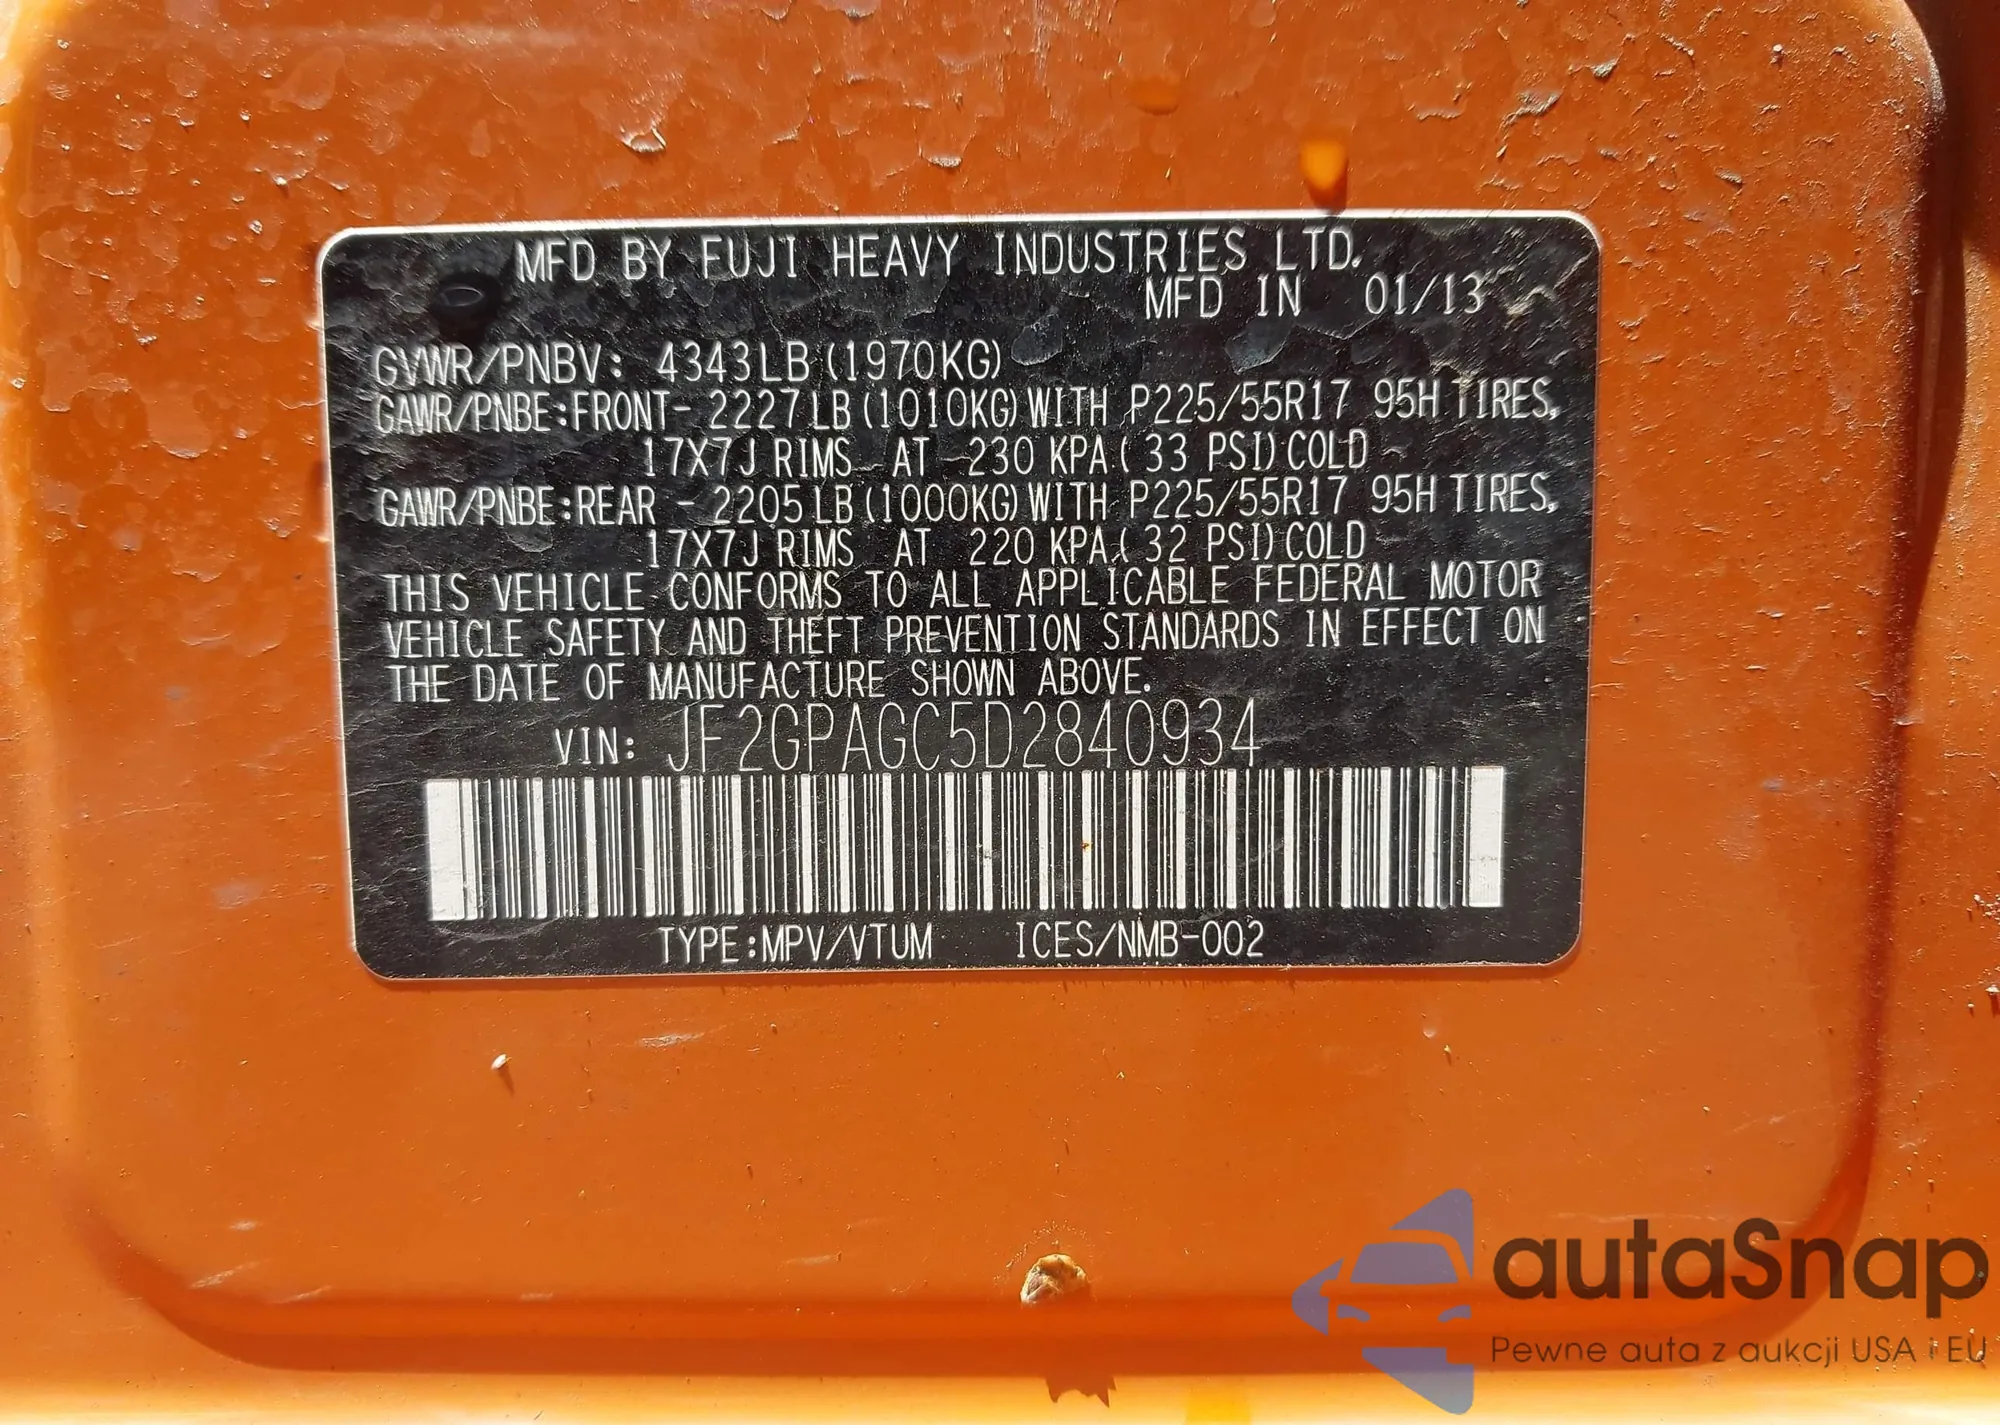 MFD BY FUJI HEAVY INDUSTRIES LTD.
MFD IN 01/13
GVWR/PNBV: 4343LB(1970KG)
GAWR/PNBE:FRONT- 2227LB(1010KG)WITH P225/55R17 95H TIRES,
17X7J RIMS AT 230 KPA( 33 PSI)COLD
GAWR/PNBE:REAR - 2205LB(1000KG)WITH P225/55R17 95H TIRES,
17X7J RIMS AT 220 KPA( 32 PSI)COLD
THIS VEHICLE CONFORMS TO ALL APPLICABLE FEDERAL MOTOR
VEHICLE SAFETY AND THEFT PREVENTION STANDARDS IN EFFECT ON
THE DATE OF MANUFACTURE SHOWN ABOVE.
VIN: JF2GPAGC5D2840934
TYPE:MPV/VTUM ICES/NMB-002
autaSnap
Pewne auta z aukcji USA i EU